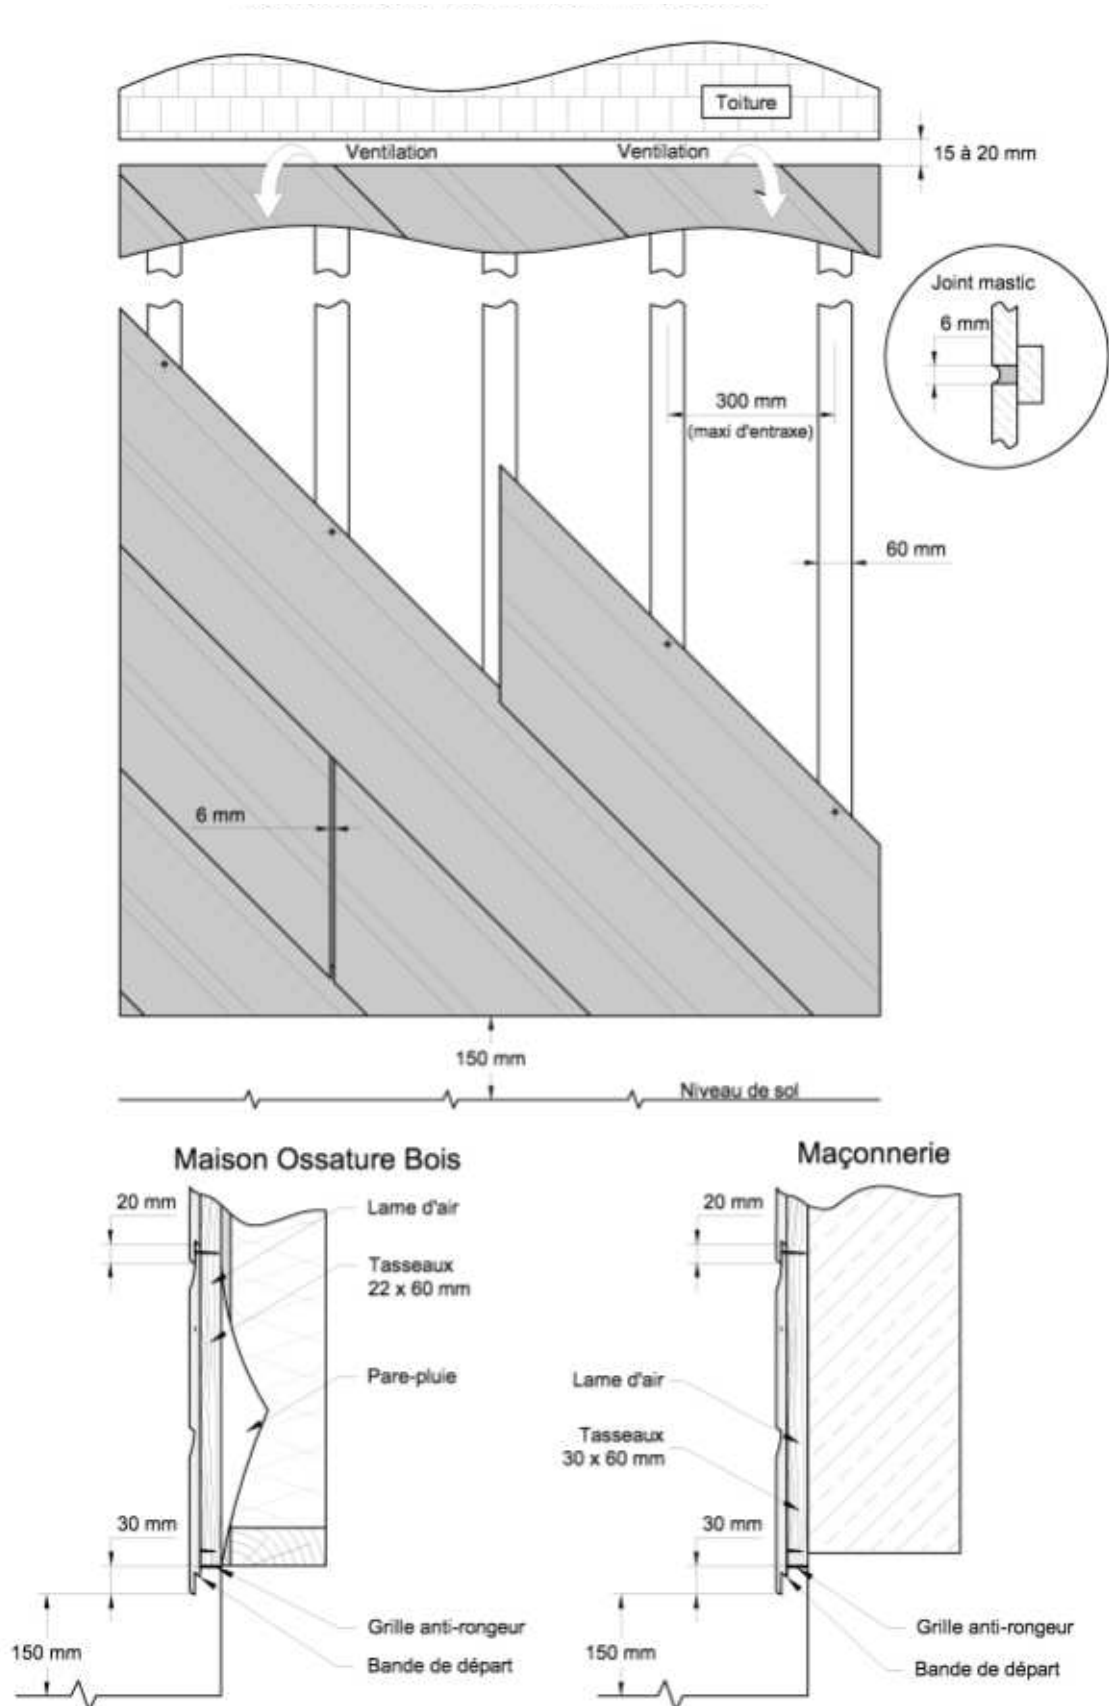 Toiture
Ventilation
Ventilation
15 à 20 mm
Joint mastic
6 mm
300 mm
(maxi d'entraxe)
60 mm
6 mm
150 mm
Niveau de sol
Maison Ossature Bois
Maçonnerie
20 mm
Lame d'air
Tasseaux
22 x 60 mm
Pare-pluie
30 mm
Grille anti-rongeur
150 mm
Bande de départ
20 mm
Lame d'air
Tasseaux
30 x 60 mm
30 mm
Grille anti-rongeur
150 mm
Bande de départ